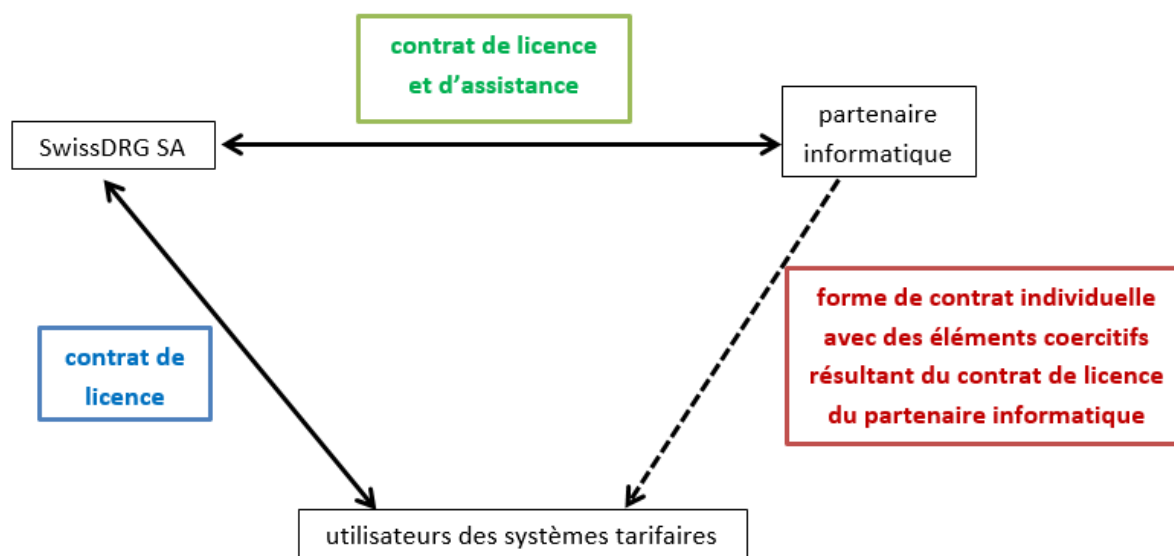 contrat de licence
et d’assistance
SwissDRG SA
partenaire
informatique
contrat de
licence
forme de contrat individuelle
avec des éléments coercitifs
résultant du contrat de licence
du partenaire informatique
utilisateurs des systèmes tarifaires